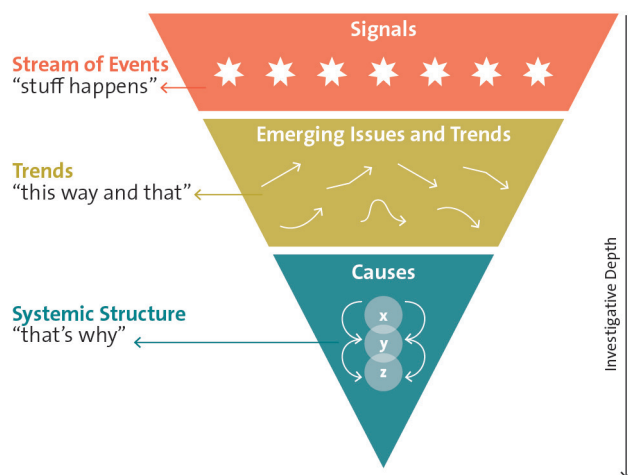 Signals
Stream of Events
“stuff happens”
Emerging Issues and Trends
Trends
“this way and that”
Causes
Systemic Structure
“that’s why”
x
y
z
Investigative Depth